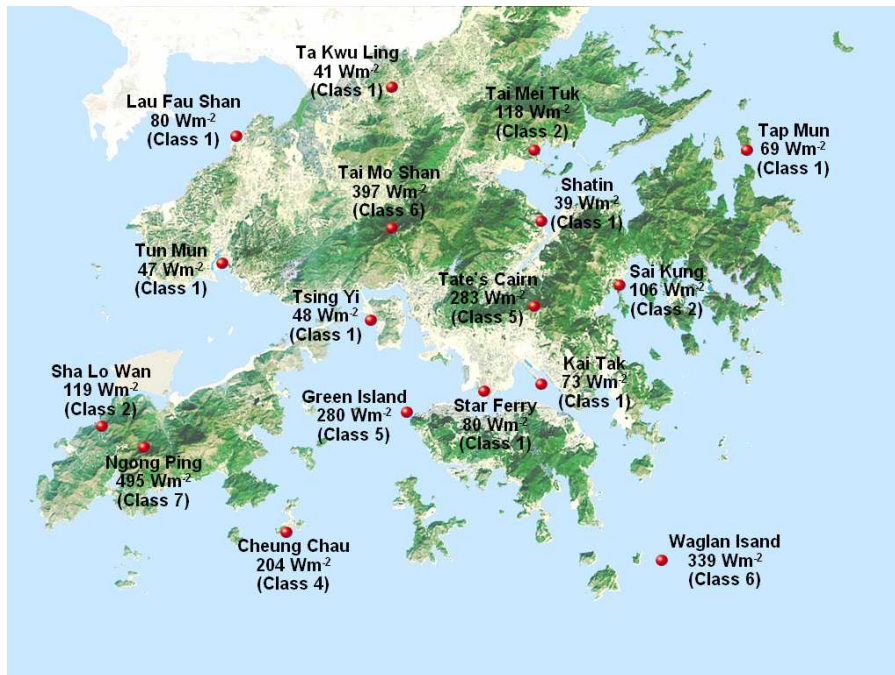 Ta Kwu Ling
41 Wm-2
(Class 1)
Lau Fau Shan
80 Wm-2
(Class 1)
Tai Mei Tuk
118 Wm-2
(Class 2)
Tap Mun
69 Wm-2
(Class 1)
Tai Mo Shan
397 Wm-2
(Class 6)
Shatin
39 Wm-2
(Class 1)
Tun Mun
47 Wm-2
(Class 1)
Tsing Yi
48 Wm-2
(Class 1)
Tate's Cairn
283 Wm-2
(Class 5)
Sai Kung
106 Wm-2
(Class 2)
Sha Lo Wan
119 Wm-2
(Class 2)
Green Island
280 Wm-2
(Class 5)
Star Ferry
80 Wm-2
(Class 1)
Kai Tak
73 Wm-2
(Class 1)
Ngong Ping
495 Wm-2
(Class 7)
Cheung Chau
204 Wm-2
(Class 4)
Waglan Isand
339 Wm-2
(Class 6)